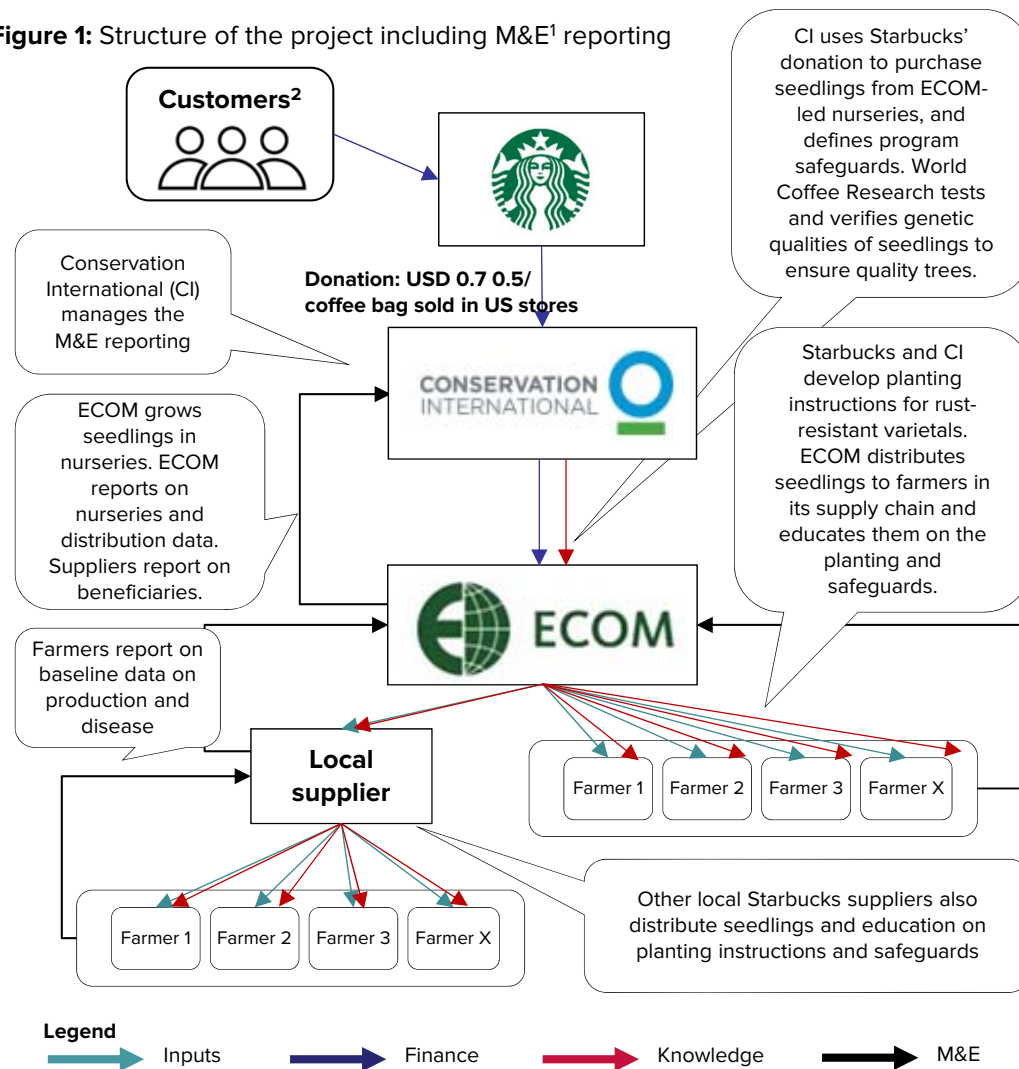 Figure 1: Structure of the project including M&E¹ reporting
Customers²
CI uses Starbucks’
donation to purchase
seedlings from ECOM-
led nurseries, and
defines program
safeguards. World
Coffee Research tests
and verifies genetic
qualities of seedlings to
ensure quality trees.
Conservation
International (CI)
manages the
M&E reporting
Donation: USD 0.7 0.5/
coffee bag sold in US stores
CONSERVATION
INTERNATIONAL
ECOM grows
seedlings in
nurseries. ECOM
reports on
nurseries and
distribution data.
Suppliers report on
beneficiaries.
Starbucks and CI
develop planting
instructions for rust-
resistant varietals.
ECOM distributes
seedlings to farmers in
its supply chain and
educates them on the
planting and
safeguards.
ECOM
Farmers report on
baseline data on
production and
disease
Local
supplier
Farmer 1
Farmer 2
Farmer 3
Farmer X
Other local Starbucks suppliers also
distribute seedlings and education on
planting instructions and safeguards
Farmer 1
Farmer 2
Farmer 3
Farmer X
Legend
Inputs
Finance
Knowledge
M&E